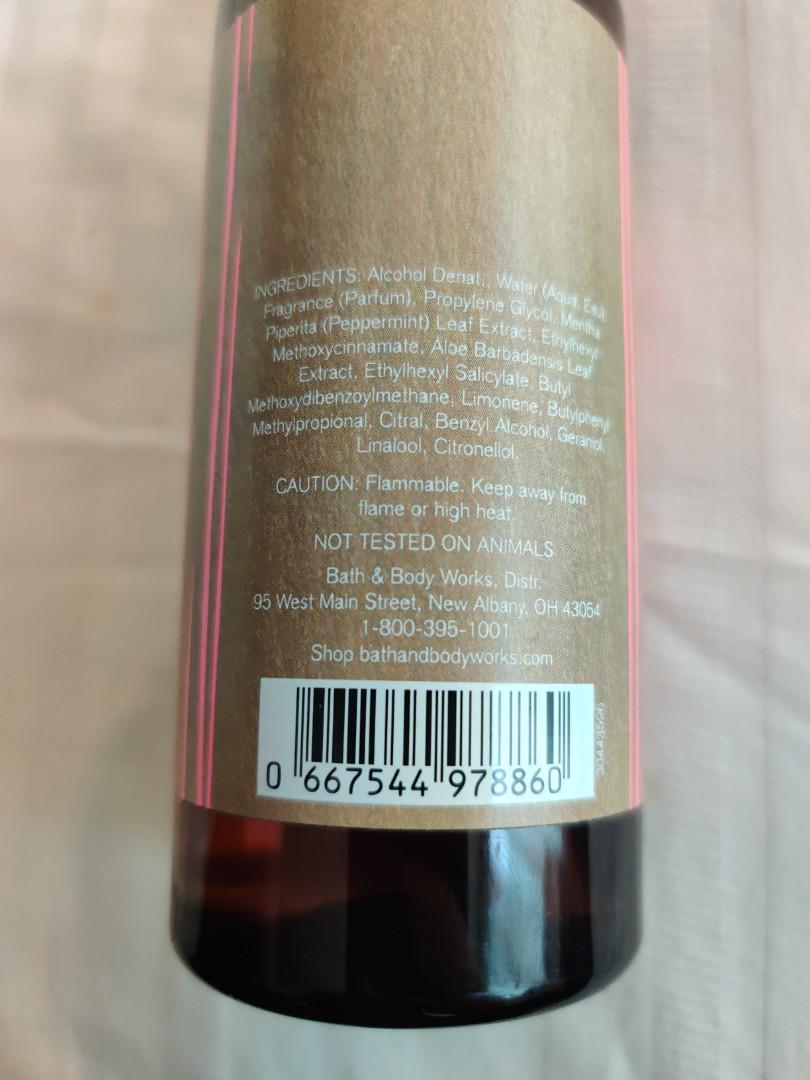 INGREDIENTS: Alcohol Denat., Water (Aqua, Eau),
Fragrance (Parfum), Propylene Glycol, Mentha
Piperita (Peppermint) Leaf Extract, Ethylhexyl
Methoxycinnamate, Aloe Barbadensis Leaf
Extract, Ethylhexyl Salicylate, Butyl
Methoxydibenzoylmethane, Limonene, Butylphenyl
Methylpropional, Citral, Benzyl Alcohol, Geraniol,
Linalool, Citronellol.
CAUTION: Flammable. Keep away from
flame or high heat.
NOT TESTED ON ANIMALS
Bath & Body Works, Distr.
95 West Main Street, New Albany, OH 43054
1-800-395-1001
Shop bathandbodyworks.com
0 667544 978860